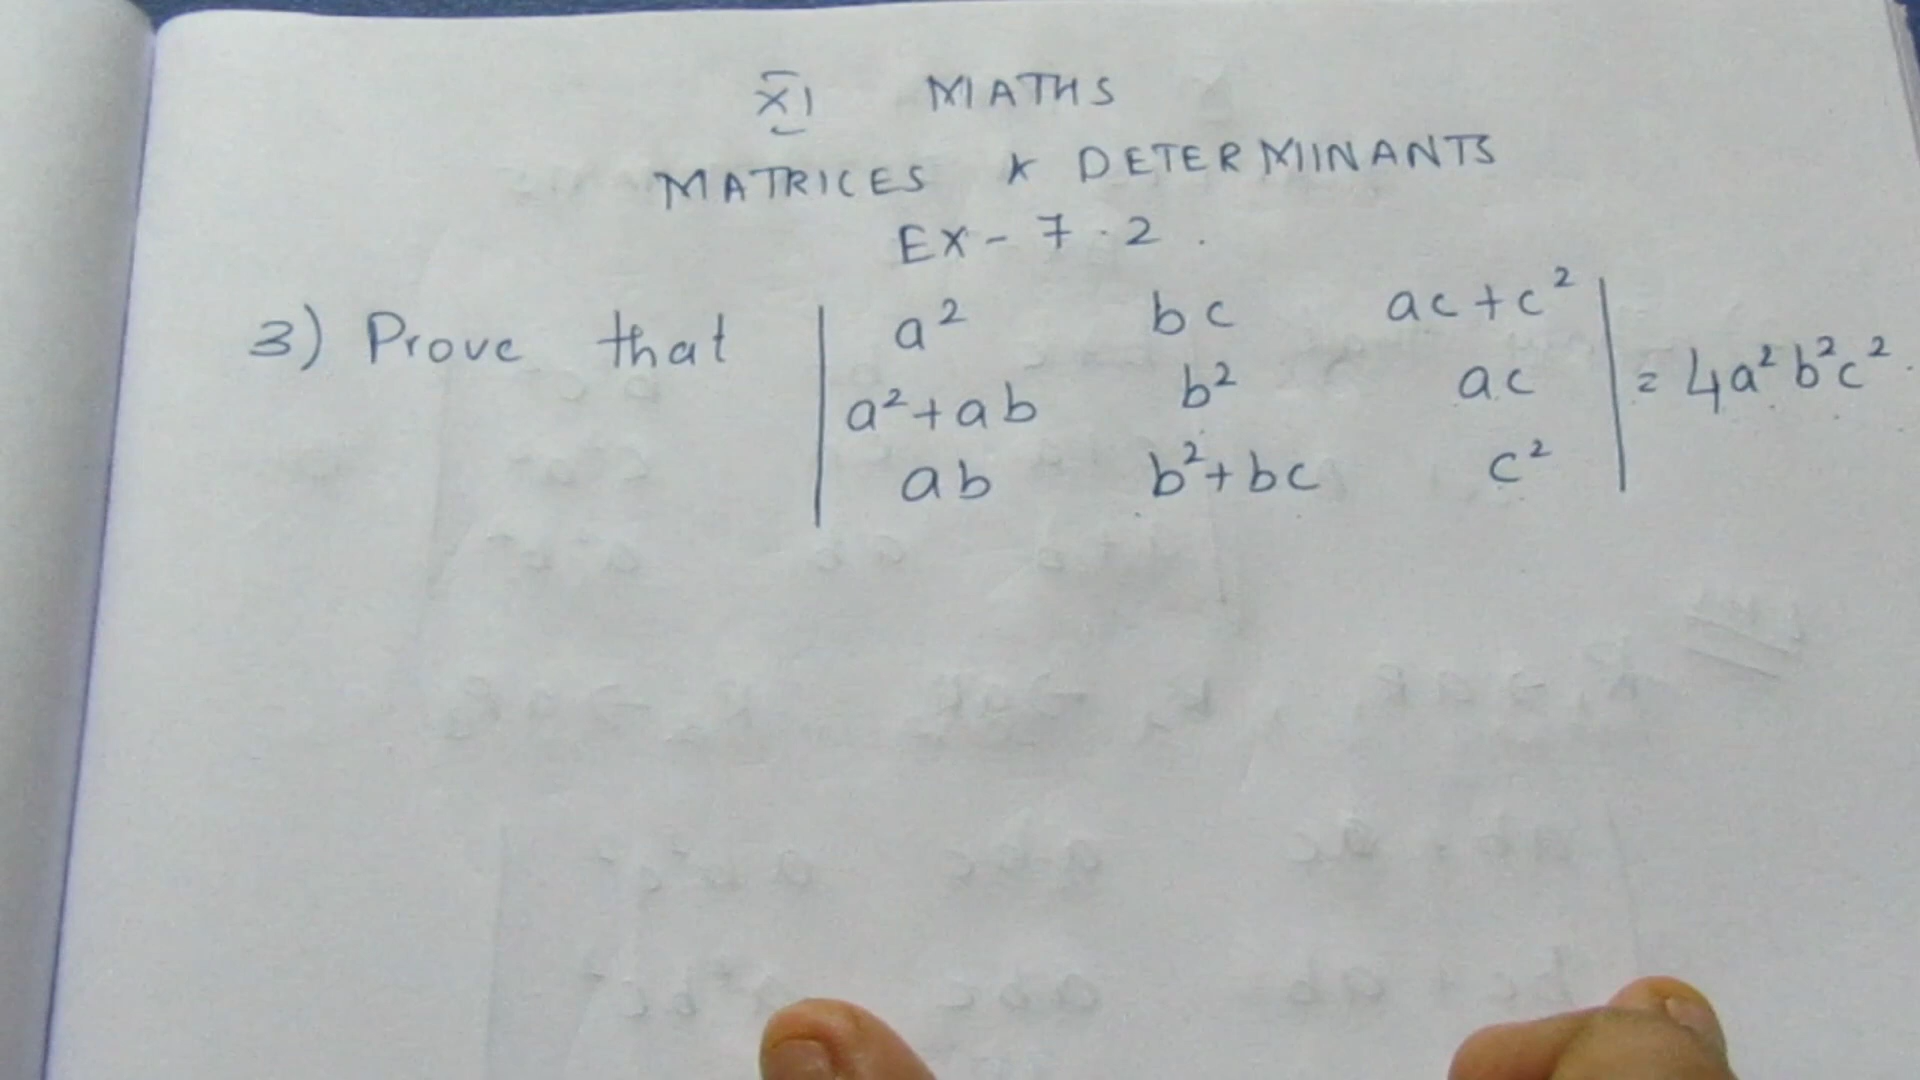 XI MATHS
MATRICES & DETERMINANTS
EX - 7.2.
3) Prove that | a² bc ac+c² |
| a²+ab b² ac | = 4a²b²c².
| ab b²+bc c² |